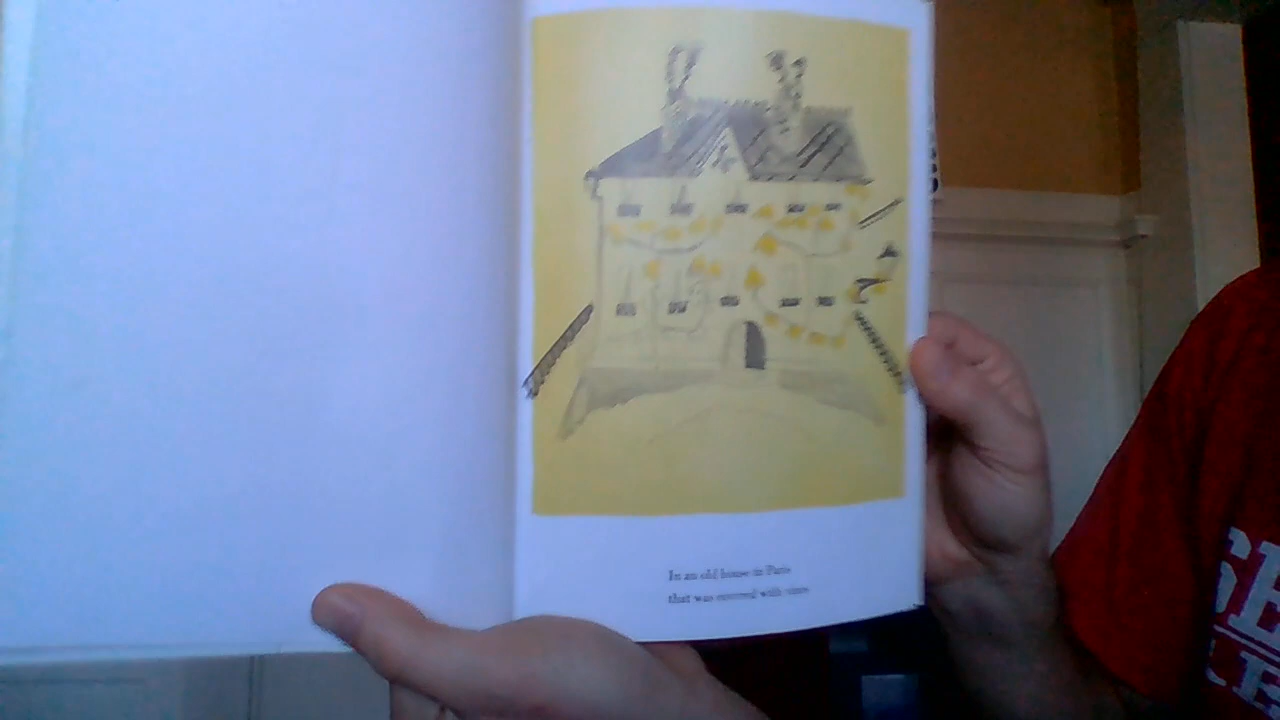 In an old house in Paris
that was covered with vines